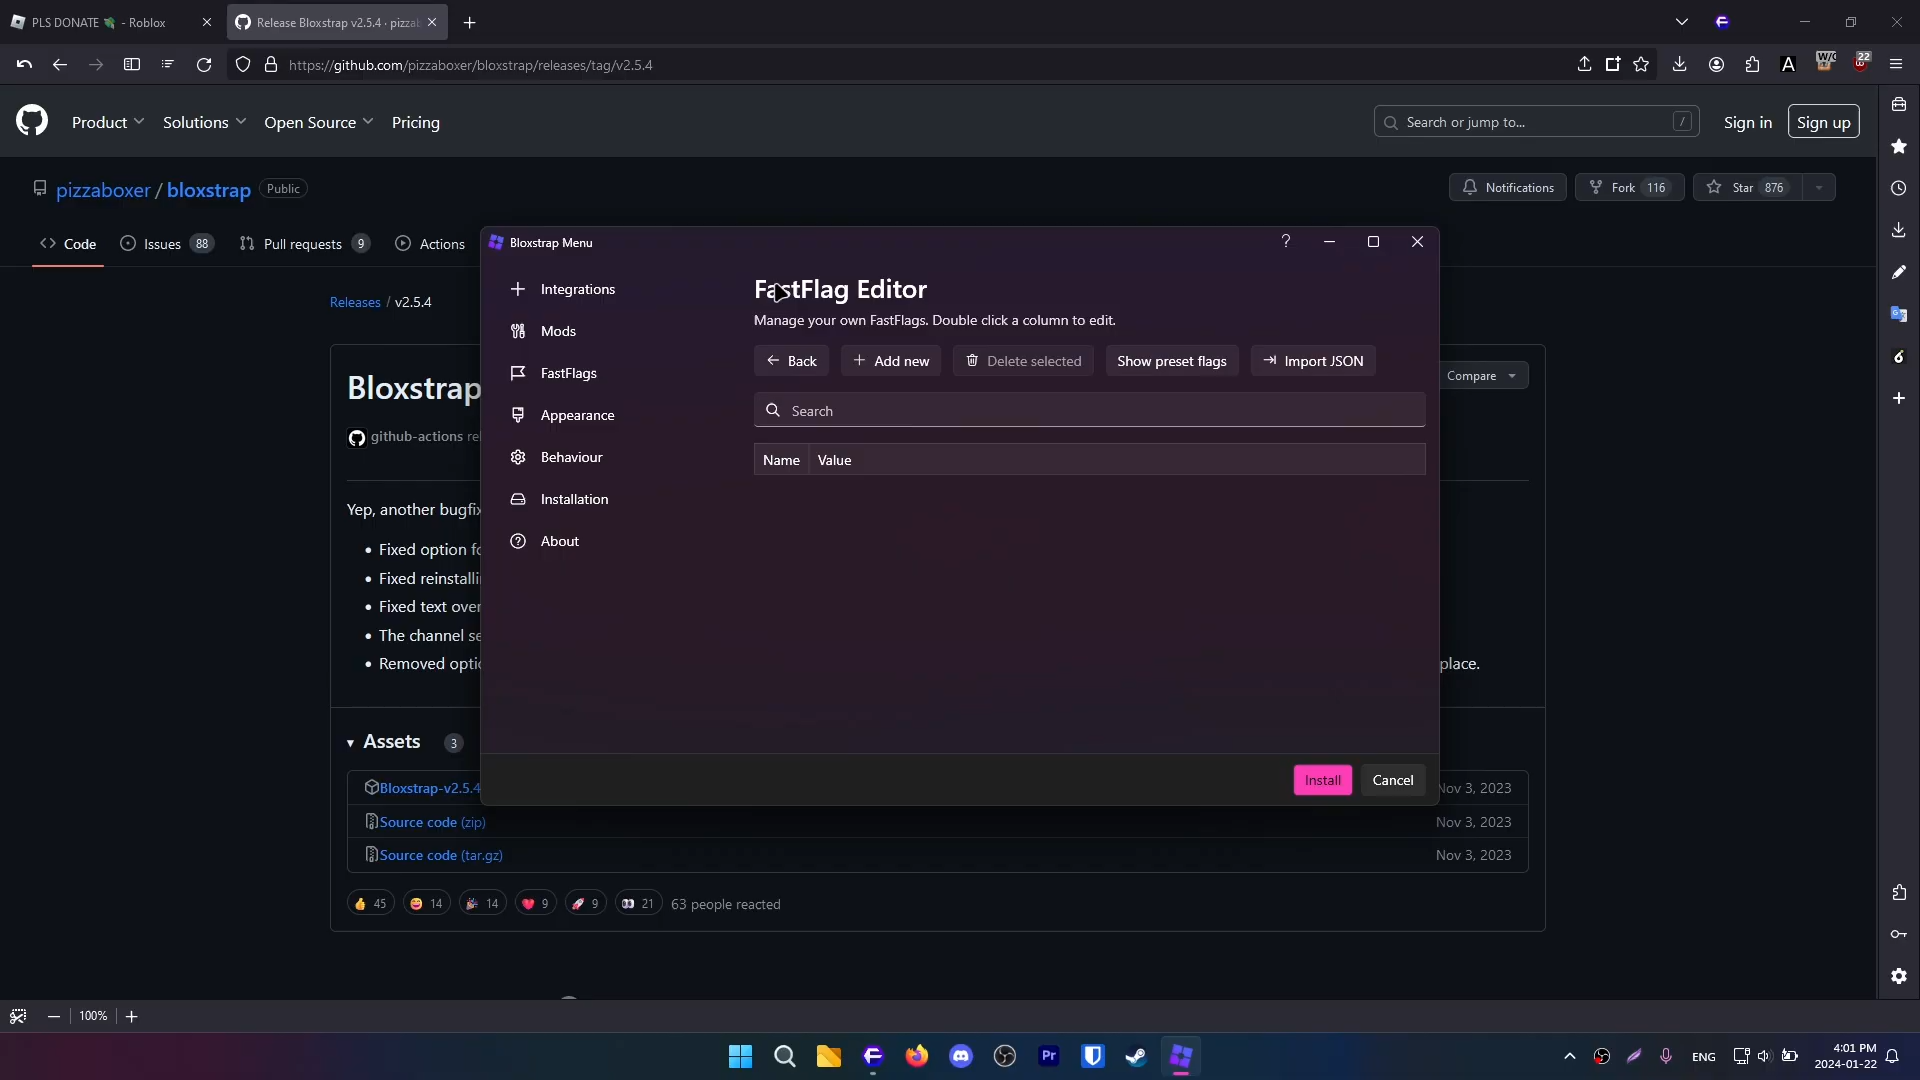 PLS DONATE 💸 - Roblox
Release Bloxstrap v2.5.4 · pizzab
https://github.com/pizzaboxer/bloxstrap/releases/tag/v2.5.4
A
22
Product
Solutions
Open Source
Pricing
Search or jump to...
/
Sign in
Sign up
pizzaboxer / bloxstrap
Public
Notifications
Fork 116
Star 876
Code
Issues 88
Pull requests 9
Actions
Releases / v2.5.4
Bloxstrap
github-actions rel
Compare
Yep, another bugfix
• Fixed option fo
• Fixed reinstalli
• Fixed text over
• The channel se
• Removed optio
place.
Assets 3
Bloxstrap-v2.5.4
Nov 3, 2023
Source code (zip)
Nov 3, 2023
Source code (tar.gz)
Nov 3, 2023
👍 45
😄 14
🎉 14
❤️ 9
🚀 9
👀 21
63 people reacted
Bloxstrap Menu
?
Integrations
Mods
FastFlags
Appearance
Behaviour
Installation
About
FastFlag Editor
Manage your own FastFlags. Double click a column to edit.
Back
Add new
Delete selected
Show preset flags
Import JSON
Search
Name
Value
Install
Cancel
100%
Pr
ENG
4:01 PM
2024-01-22